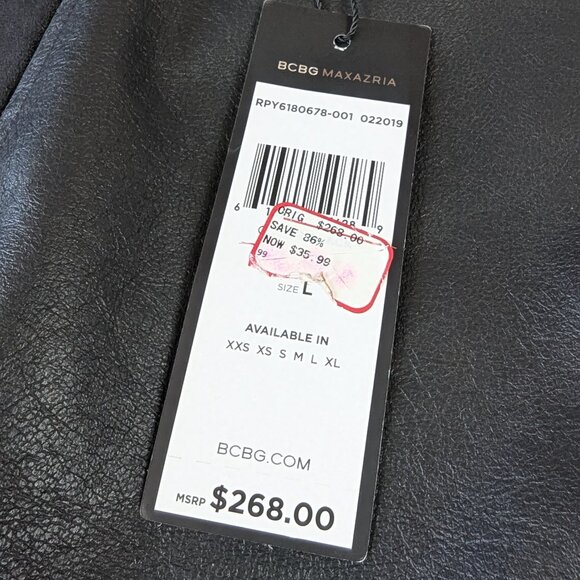 BCBG MAXAZRIA
RPY6180678-001 022019
ORIG $268.00
SAVE 86%
NOW $35.99
99
SIZE L
AVAILABLE IN
XXS XS S M L XL
BCBG.COM
MSRP $268.00